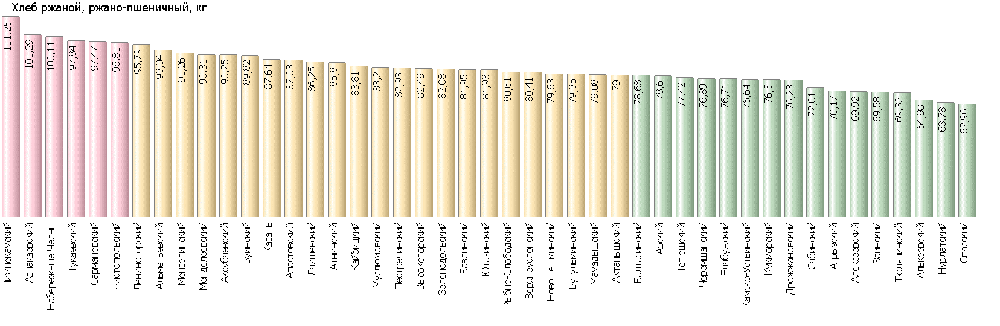 Хлеб ржаной, ржано-пшеничный, кг
111,25
101,29
100,11
97,84
97,47
96,81
95,79
93,04
91,26
90,31
90,25
89,82
87,64
87,03
86,25
85,8
83,81
83,2
82,93
82,49
82,08
81,95
81,93
80,61
80,41
79,63
79,35
79,08
79
78,68
78,6
77,42
76,89
76,71
76,64
76,6
76,23
72,01
70,17
69,92
69,58
69,32
64,98
63,78
62,96
Нижнекамский
Азнакаевский
Набережные Челны
Тукаевский
Сармановский
Чистопольский
Лениногорский
Альметьевский
Мензелинский
Менделеевский
Аксубаевский
Буинский
Казань
Апастовский
Лаишевский
Атнинский
Кайбицкий
Муслюмовский
Пестречинский
Высокогорский
Зеленодольский
Бавлинский
Ютазинский
Рыбно-Слободский
Верхнеуслонский
Новошешминский
Бугульминский
Мамадышский
Актанышский
Балтасинский
Арский
Тетюшский
Черемшанский
Елабужский
Камско-Устьинский
Кукморский
Дрожжановский
Сабинский
Агрызский
Алексеевский
Заинский
Тюлячинский
Алькеевский
Нурлатский
Спасский